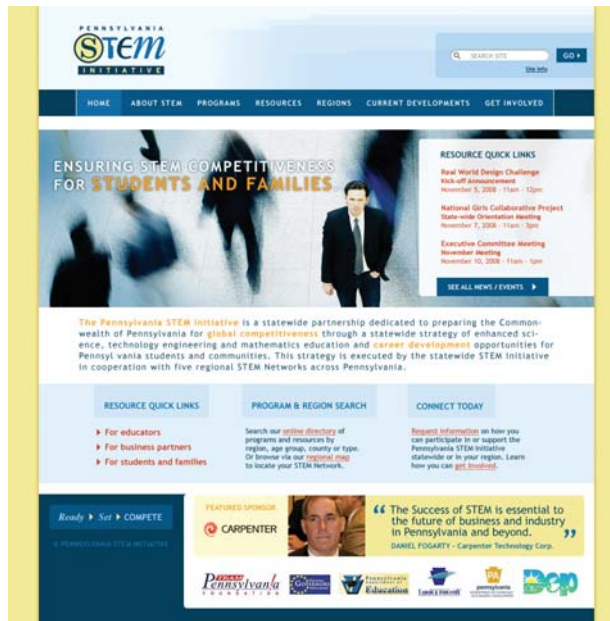 PENNSYLVANIA
STEM
INITIATIVE
SEARCH SITE
GO
Site Info
HOME ABOUT STEM PROGRAMS RESOURCES REGIONS CURRENT DEVELOPMENTS GET INVOLVED
ENSURING STEM COMPETITIVENESS
FOR STUDENTS AND FAMILIES
RESOURCE QUICK LINKS
Real World Design Challenge
Kick-off Announcement
November 5, 2008 - 11am - 12pm
National Girls Collaborative Project
State-wide Orientation Meeting
November 7, 2008 - 11am - 3pm
Executive Committee Meeting
November Meeting
November 10, 2008 - 11am - 1pm
SEE ALL NEWS / EVENTS
The Pennsylvania STEM Initiative is a statewide partnership dedicated to preparing the Common-
wealth of Pennsylvania for global competitiveness through a statewide strategy of enhanced sci-
ence, technology engineering and mathematics education and career development opportunities for
Pennsyl vania students and communities. This strategy is executed by the statewide STEM Initiative
in cooperation with five regional STEM Networks across Pennsylvania.
RESOURCE QUICK LINKS
For educators
For business partners
For students and families
PROGRAM & REGION SEARCH
Search our online directory of
programs and resources by
region, age group, county or type.
Or browse via our regional map
to locate your STEM Network.
CONNECT TODAY
Request information on how you
can participate in or support the
Pennsylvania STEM Initiative
statewide or in your region. Learn
how you can get involved.
Ready Set COMPETE
© PENNSYLVANIA STEM INITIATIVE
FEATURED SPONSOR
CARPENTER
“ The Success of STEM is essential to
the future of business and industry
in Pennsylvania and beyond. ”
DANIEL FOGARTY - Carpenter Technology Corp.
TEAM
Pennsylvania
FOUNDATION
Governors
Pennsylvania
Education
Labor & Industry
PA
pennsylvania
Dep